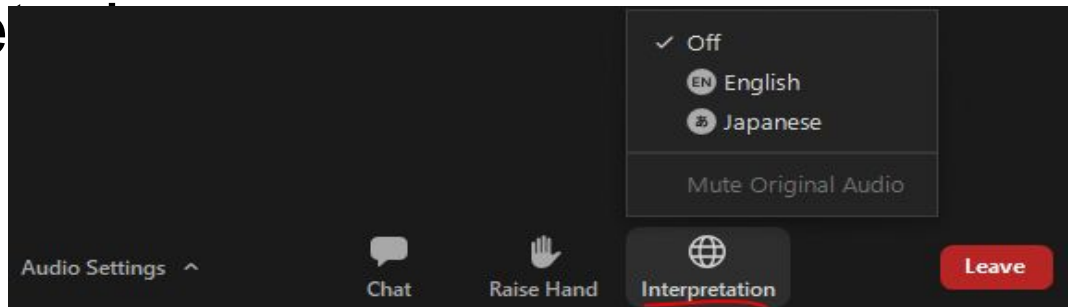 Off
EN English
あ Japanese
Mute Original Audio
Audio Settings
Chat
Raise Hand
Interpretation
Leave